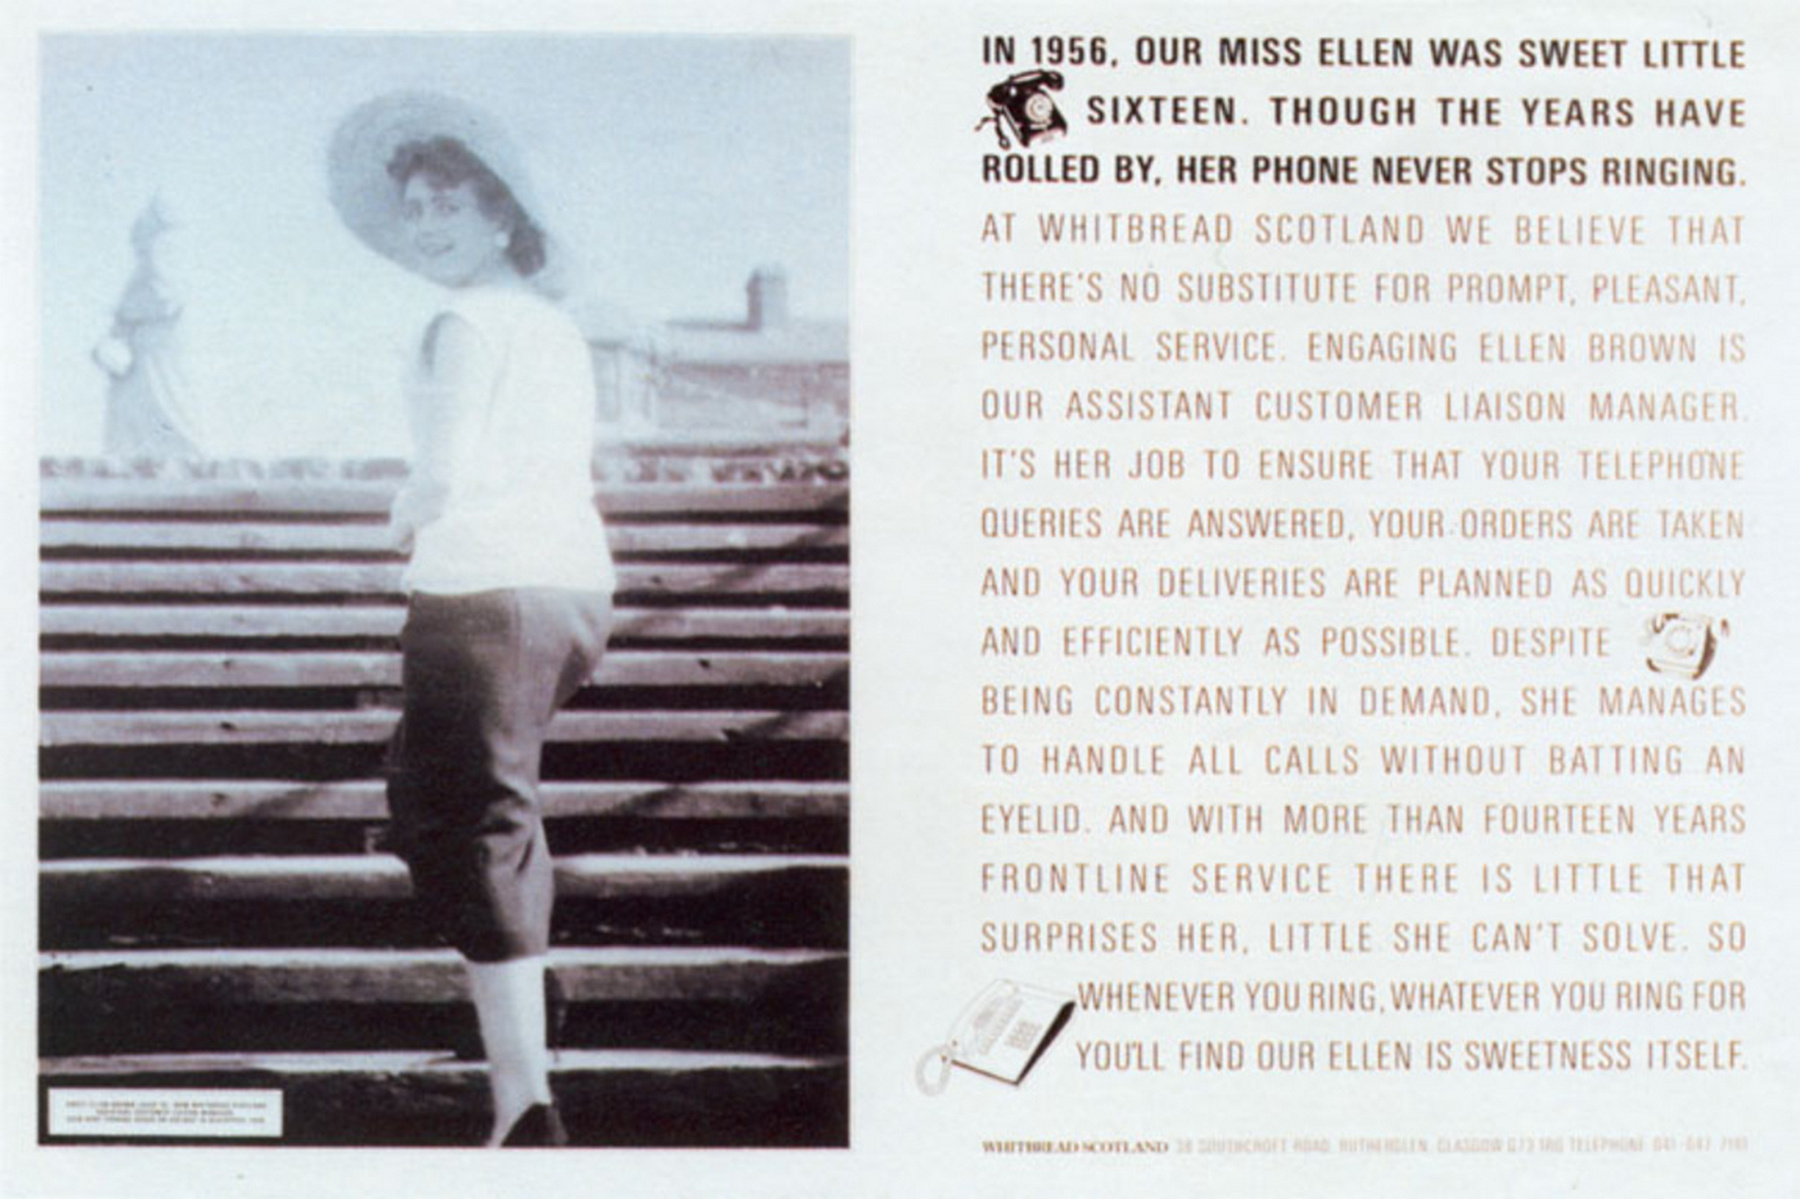 IN 1956, OUR MISS ELLEN WAS SWEET LITTLE
SIXTEEN. THOUGH THE YEARS HAVE
ROLLED BY, HER PHONE NEVER STOPS RINGING.
AT WHITBREAD SCOTLAND WE BELIEVE THAT
THERE'S NO SUBSTITUTE FOR PROMPT, PLEASANT,
PERSONAL SERVICE. ENGAGING ELLEN BROWN IS
OUR ASSISTANT CUSTOMER LIAISON MANAGER.
IT'S HER JOB TO ENSURE THAT YOUR TELEPHONE
QUERIES ARE ANSWERED, YOUR ORDERS ARE TAKEN
AND YOUR DELIVERIES ARE PLANNED AS QUICKLY
AND EFFICIENTLY AS POSSIBLE. DESPITE
BEING CONSTANTLY IN DEMAND, SHE MANAGES
TO HANDLE ALL CALLS WITHOUT BATTING AN
EYELID. AND WITH MORE THAN FOURTEEN YEARS
FRONTLINE SERVICE THERE IS LITTLE THAT
SURPRISES HER, LITTLE SHE CAN'T SOLVE. SO
WHENEVER YOU RING, WHATEVER YOU RING FOR
YOU'LL FIND OUR ELLEN IS SWEETNESS ITSELF.
WHITBREAD SCOTLAND 38 SOUTHCROFT ROAD, RUTHERGLEN, GLASGOW G73 TELEPHONE 041-647